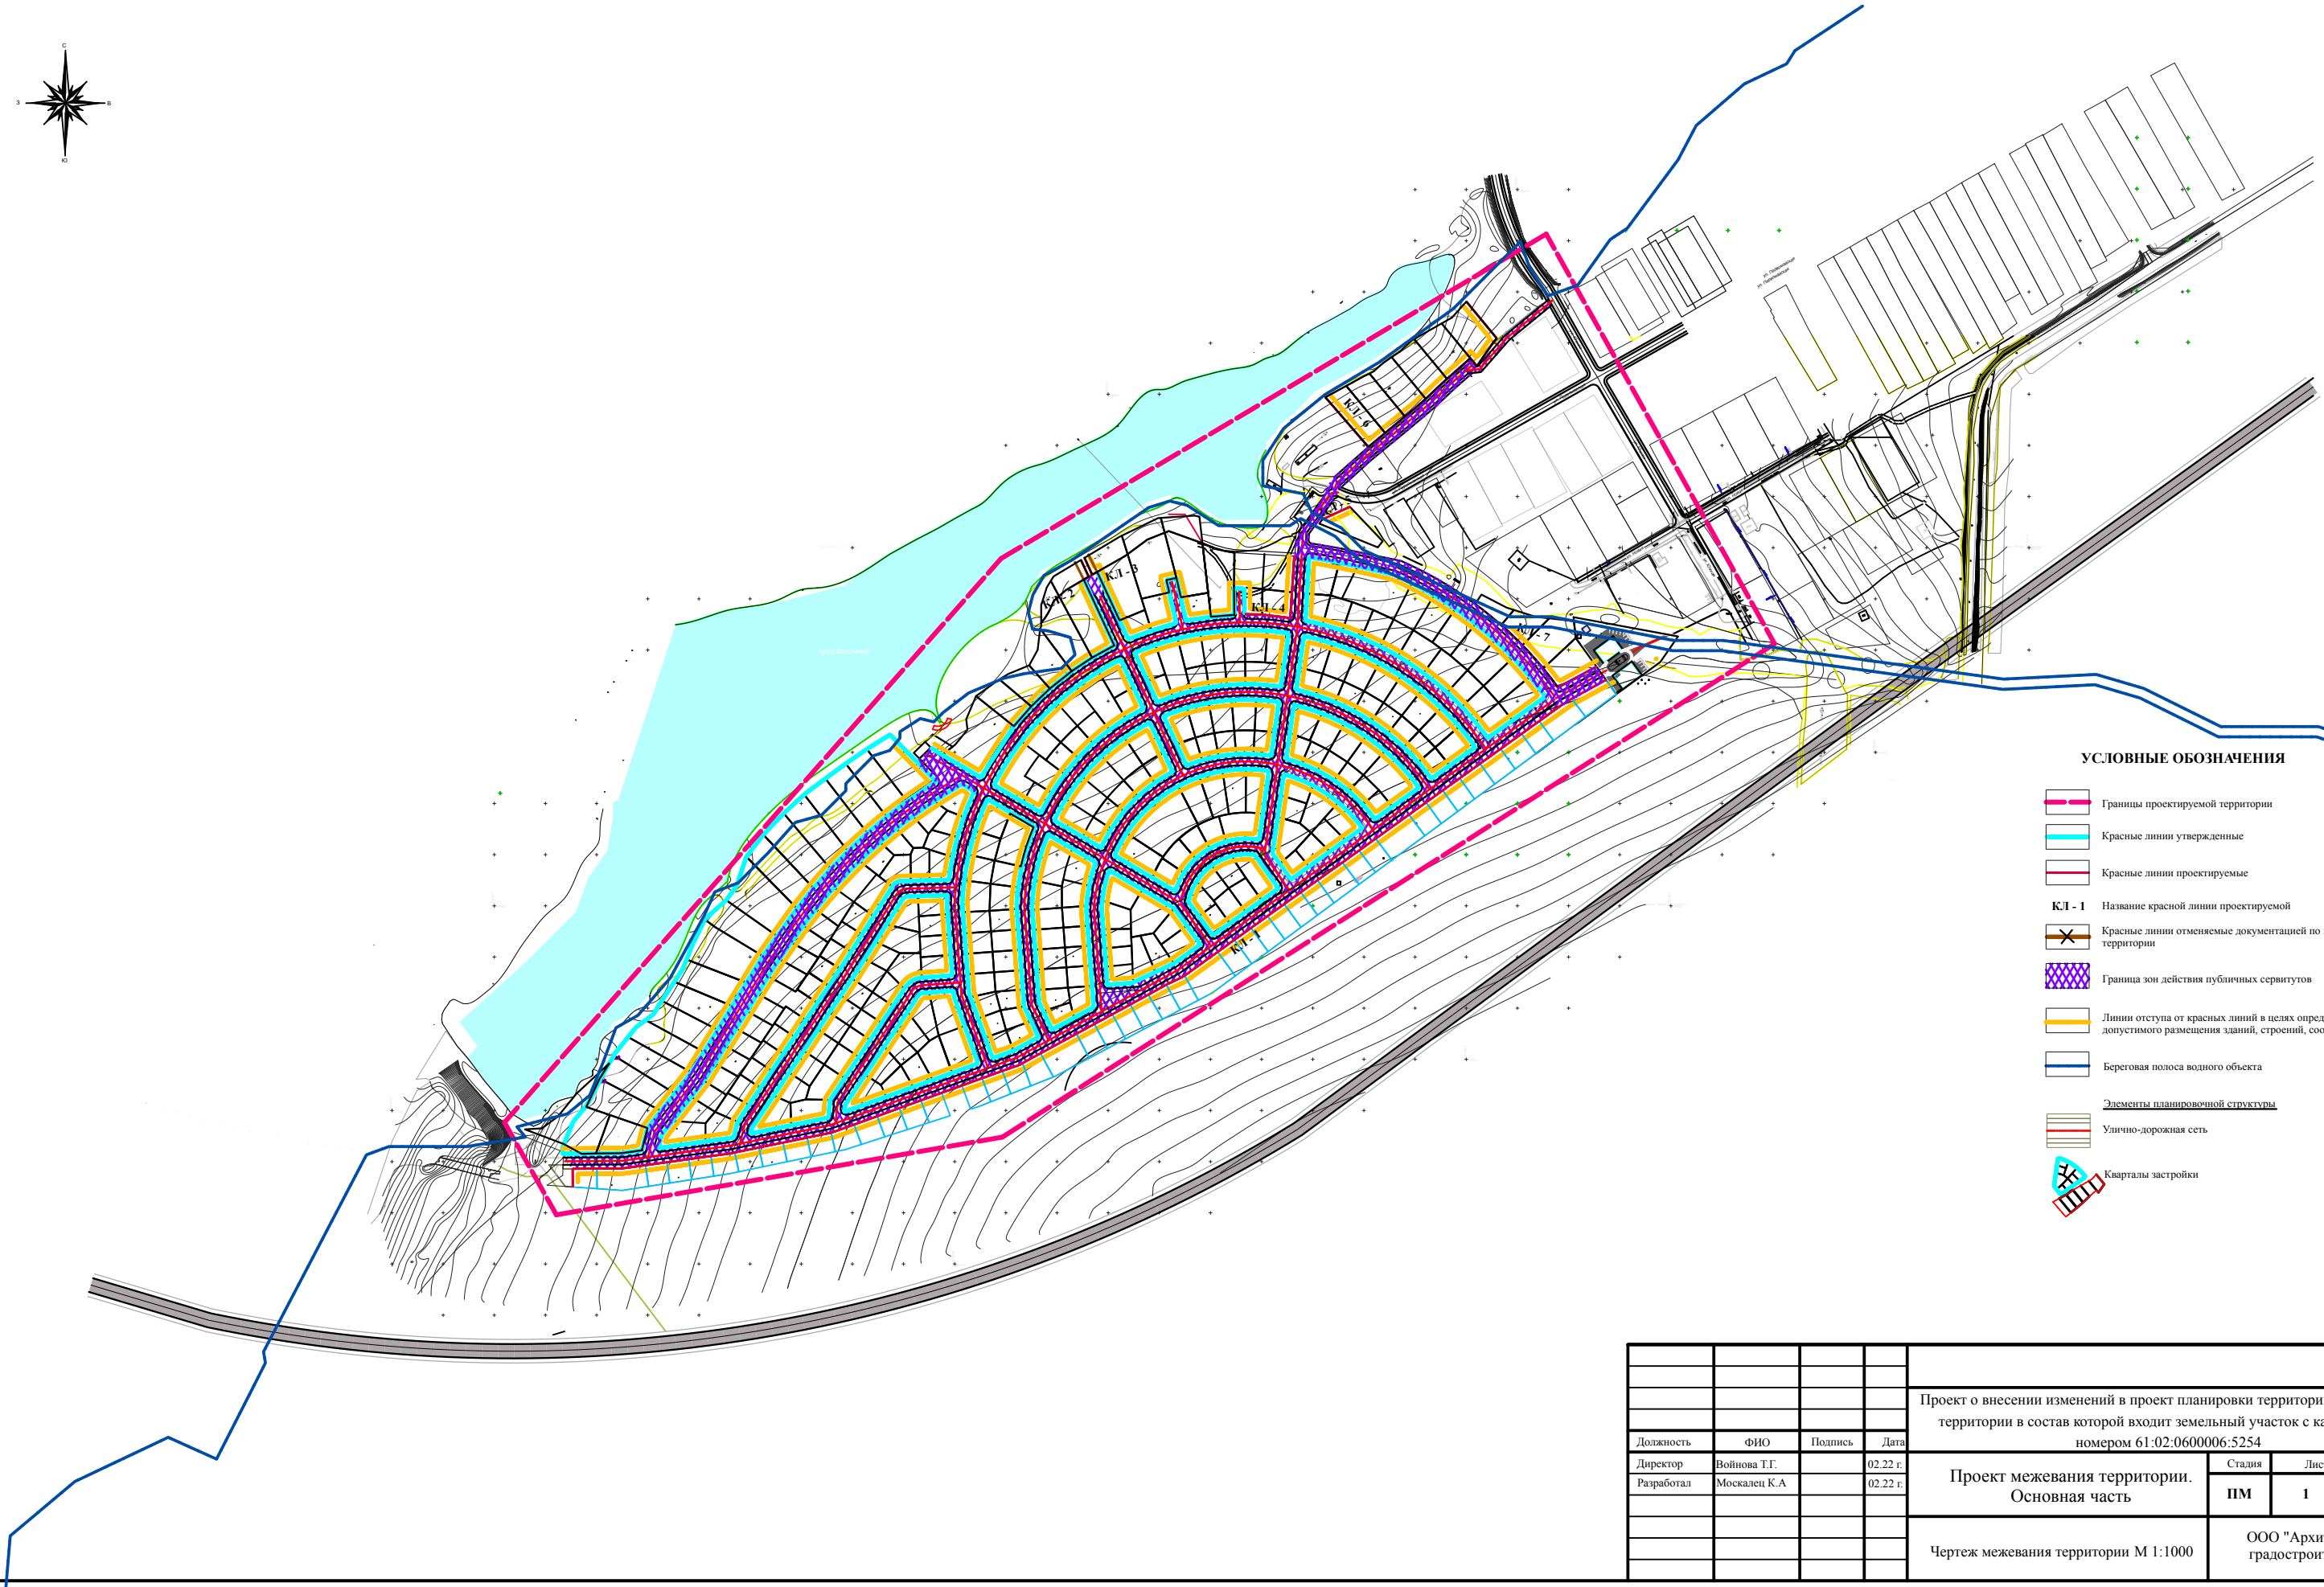 С
З
В
Ю
КЛ - 6
КЛ - 3
КЛ - 2
КЛ - 4
КЛ - 7
КЛ - 1
УСЛОВНЫЕ ОБОЗНАЧЕНИЯ
Границы проектируемой территории
Красные линии утвержденные
Красные линии проектируемые
КЛ - 1 Название красной линии проектируемой
Красные линии отменяемые документацией по
территории
Граница зон действия публичных сервитутов
Линии отступа от красных линий в целях опред
допустимого размещения зданий, строений, соо
Береговая полоса водного объекта
Элементы планировочной структуры
Улично-дорожная сеть
Кварталы застройки
Проект о внесении изменений в проект планировки территори
территории в состав которой входит земельный участок с ка
номером 61:02:0600006:5254
Должность ФИО Подпись Дата
Директор Войнова Т.Г. 02.22 г.
Разработал Москалец К.А 02.22 г.
Проект межевания территории.
Основная часть
Стадия Лис
ПМ 1
Чертеж межевания территории М 1:1000
ООО "Архи
градострои